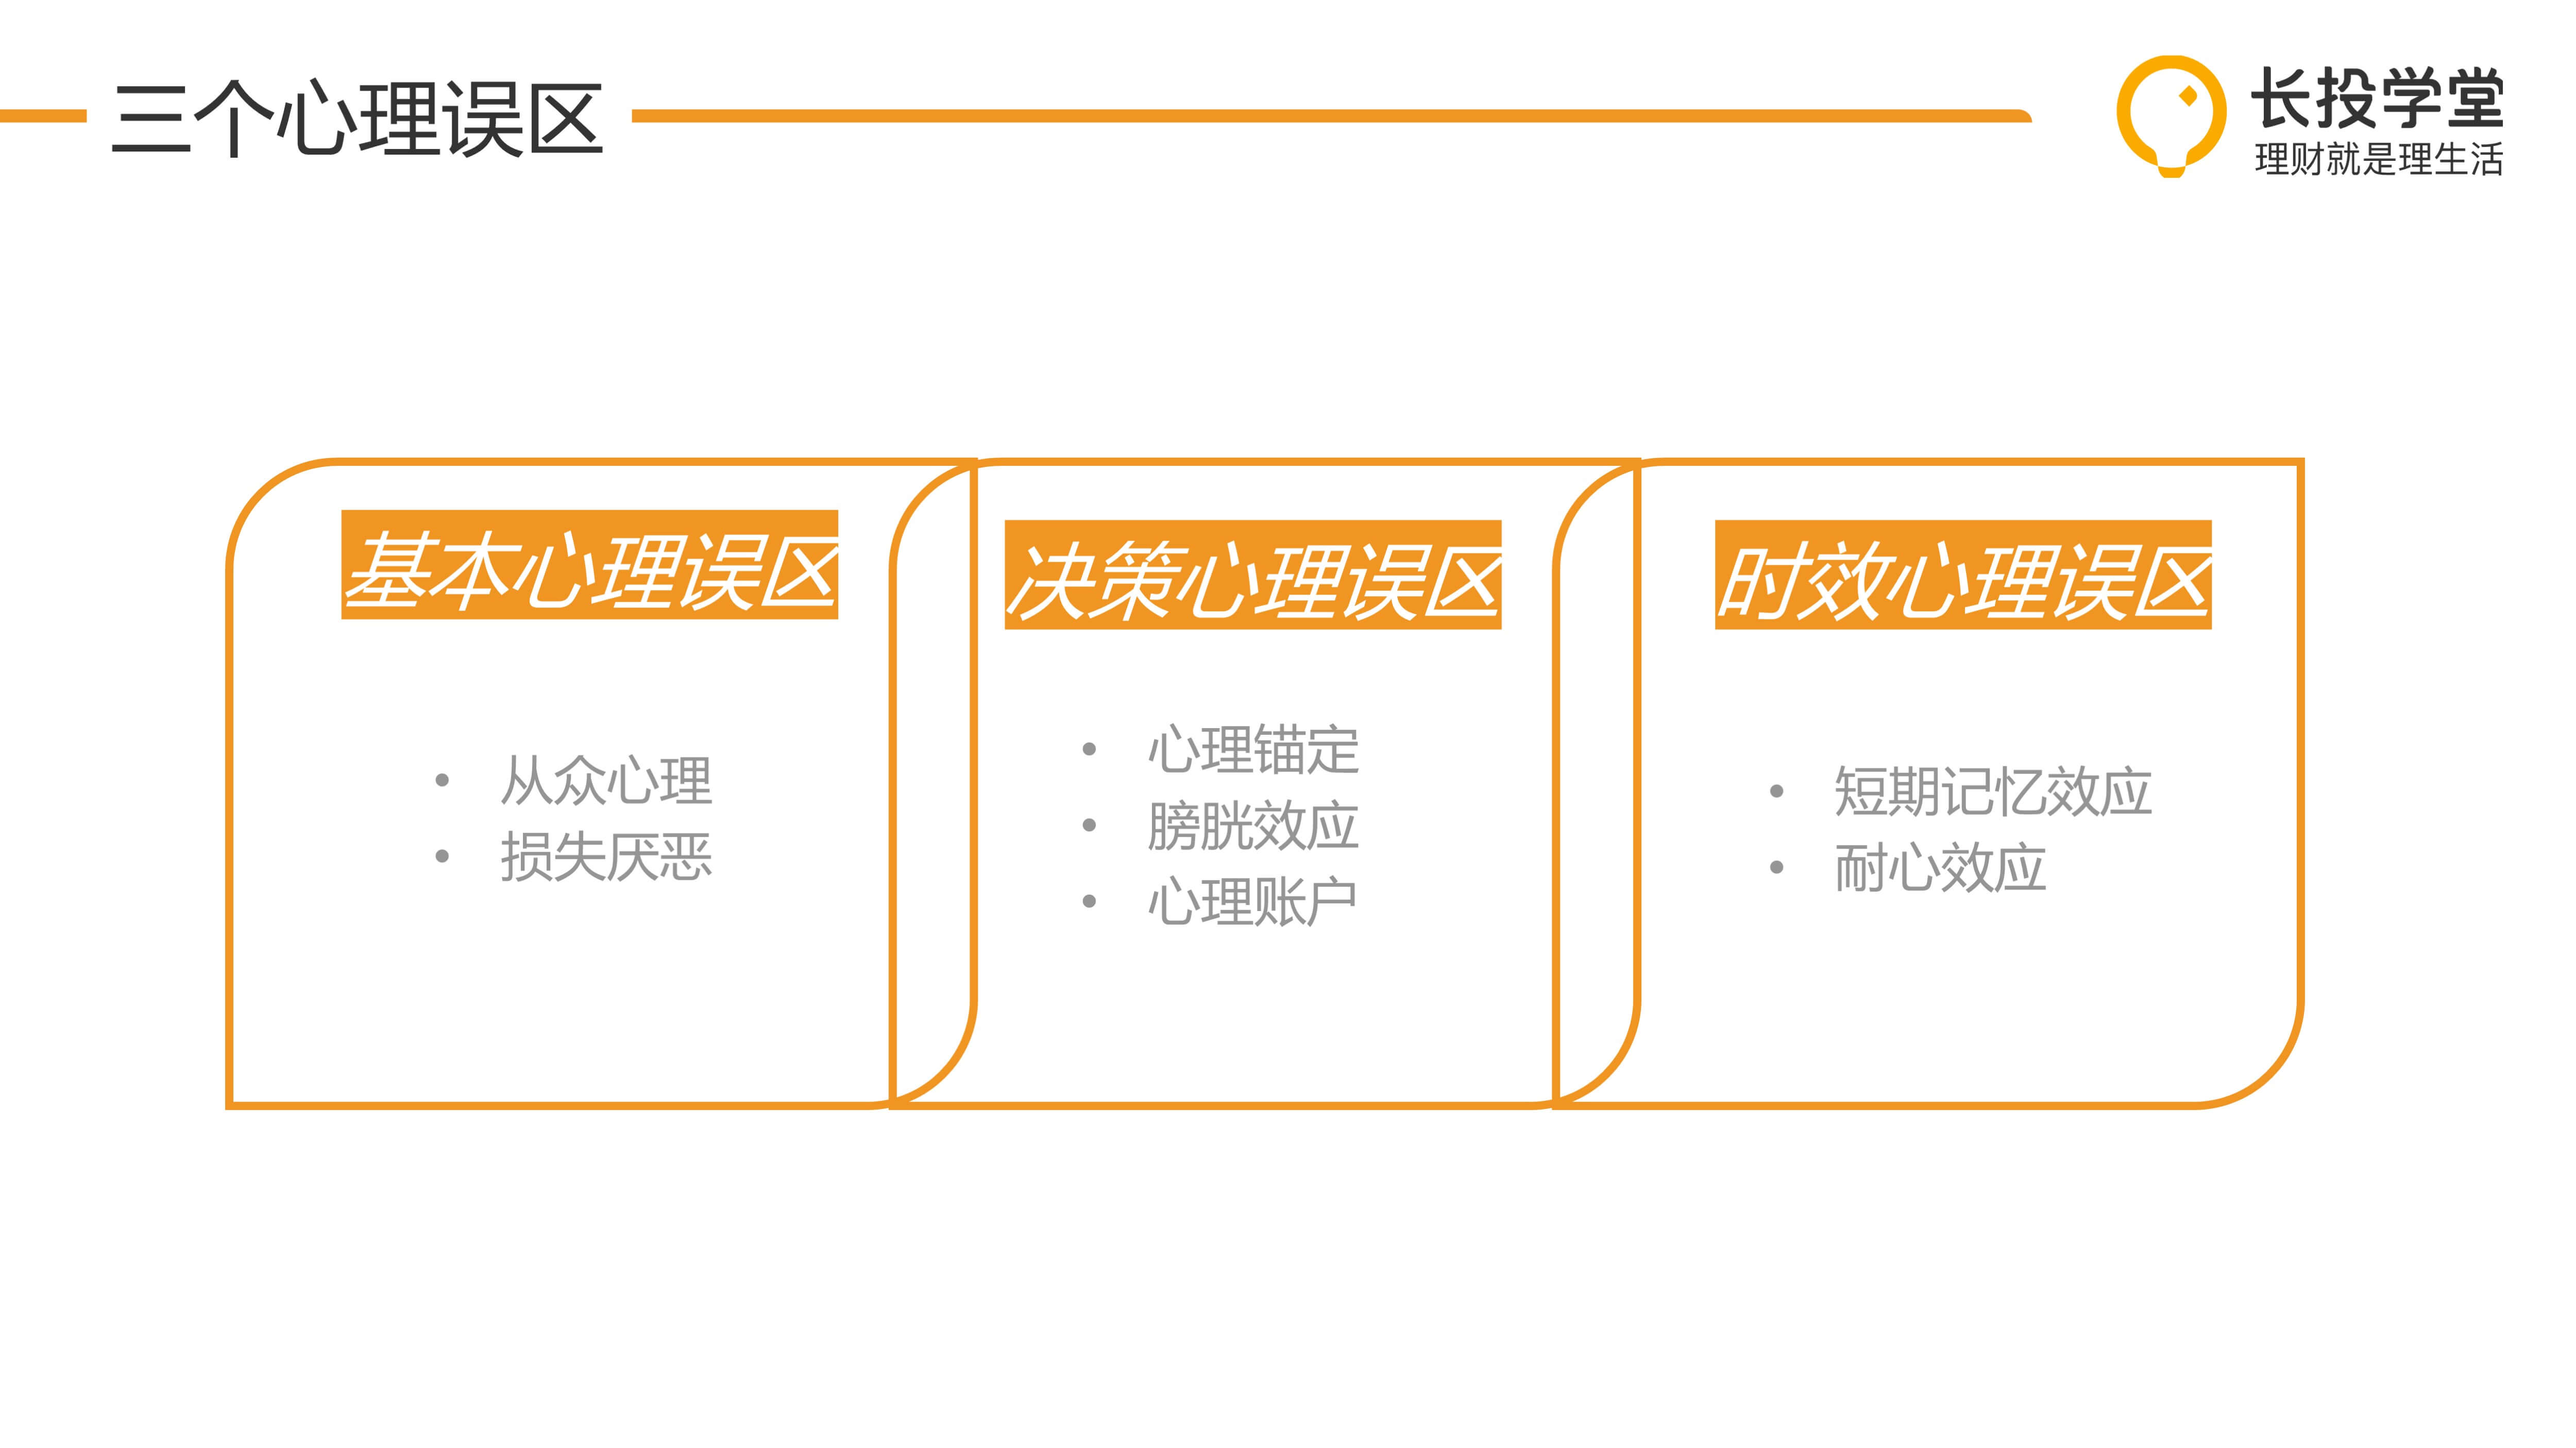 三个心理误区
长投学堂
理财就是理生活
基本心理误区
• 从众心理
• 损失厌恶
决策心理误区
• 心理锚定
• 膀胱效应
• 心理账户
时效心理误区
• 短期记忆效应
• 耐心效应